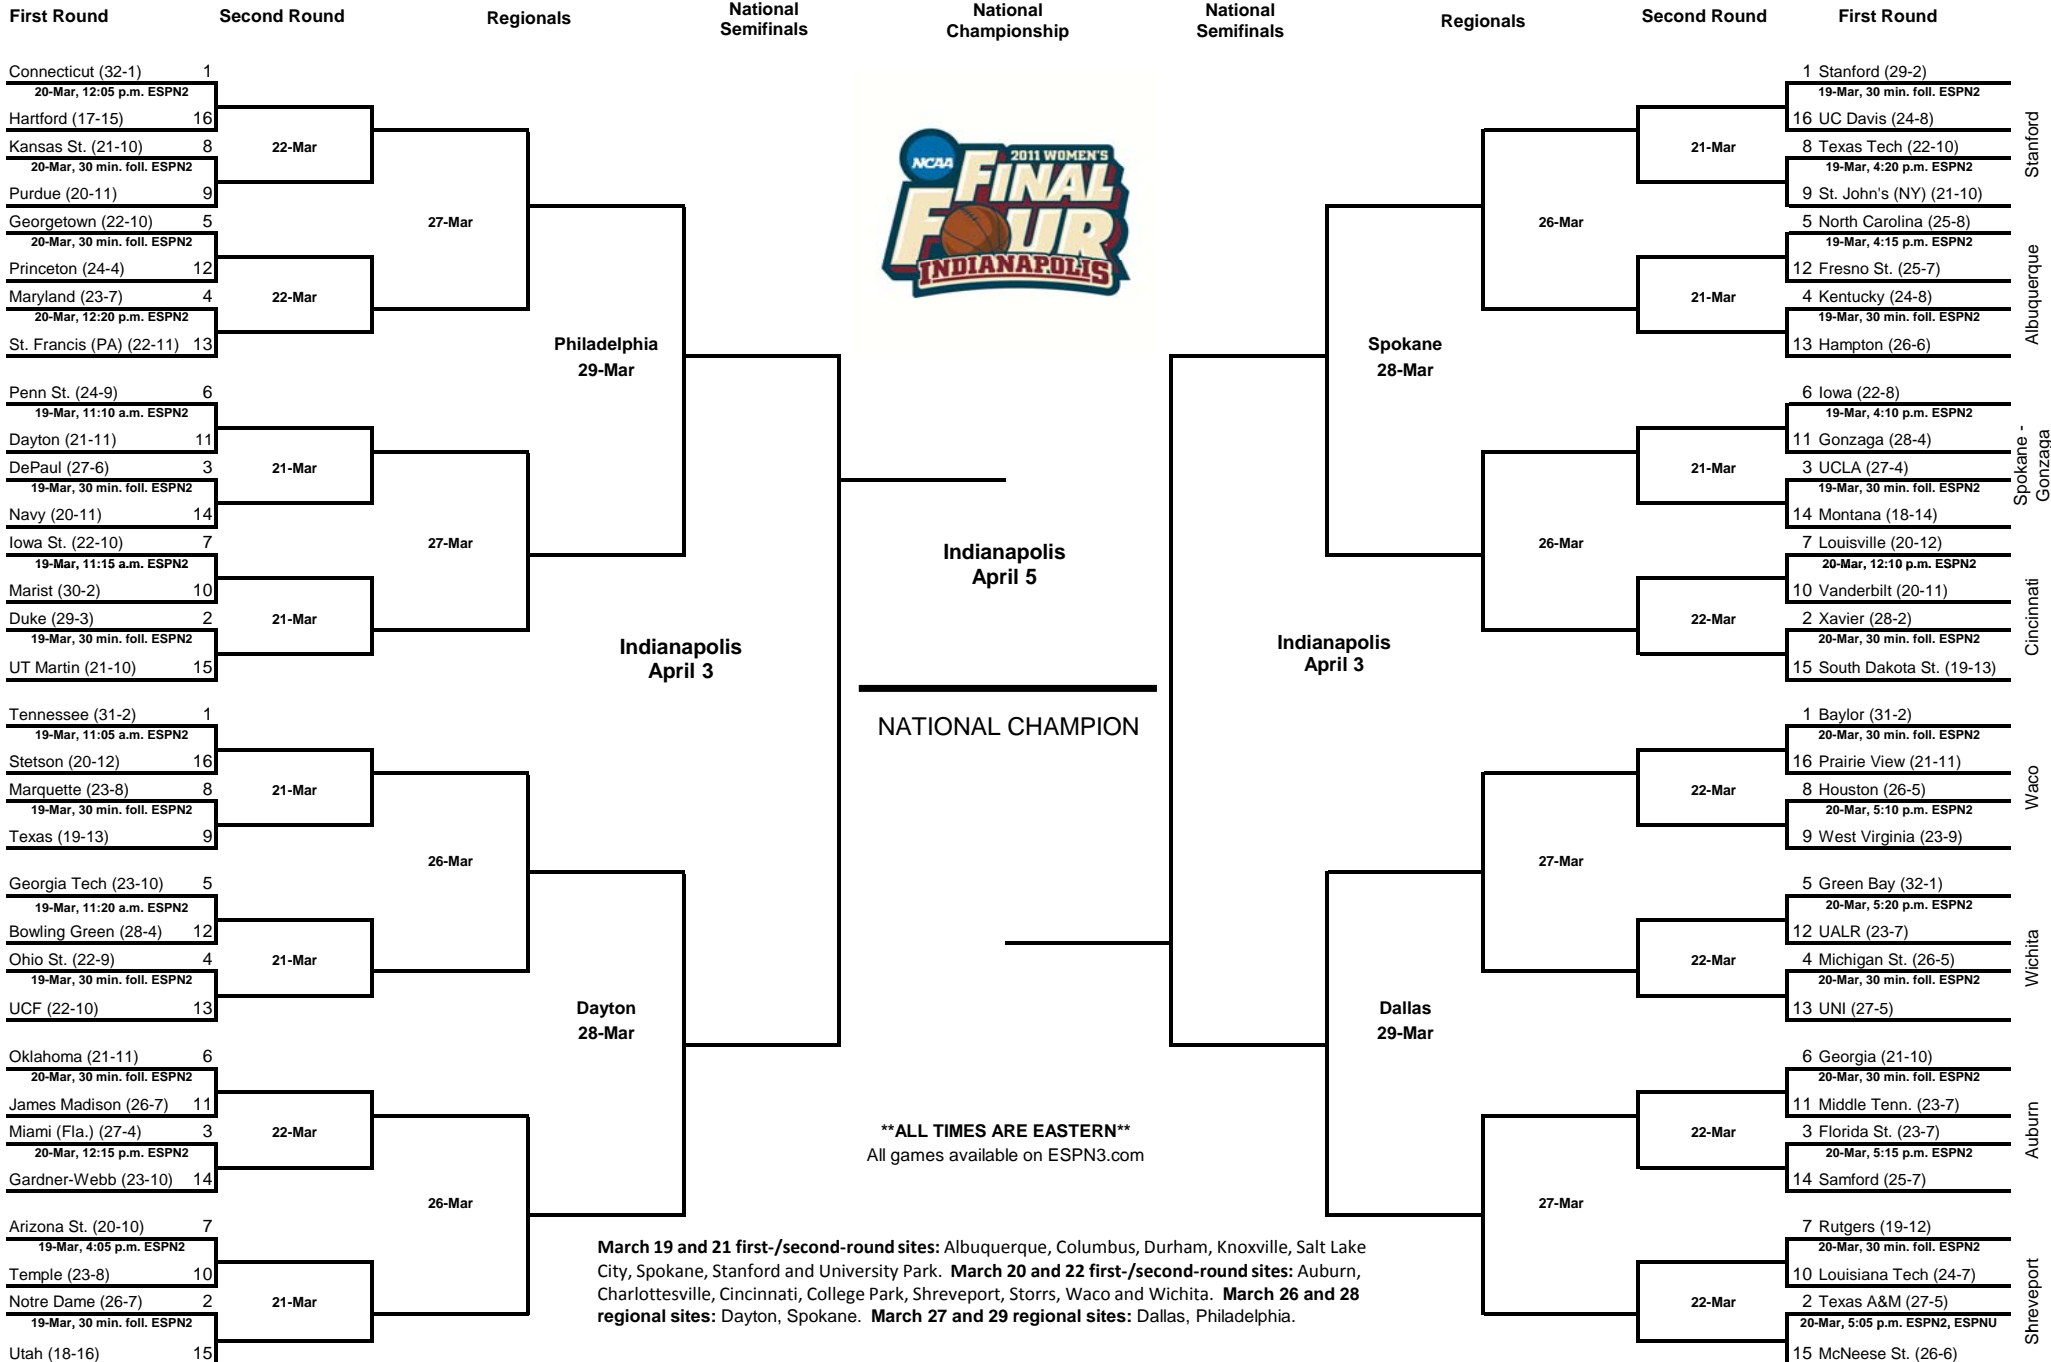 First Round
Second Round
Regionals
National
Semifinals
National
Championship
National
Semifinals
Regionals
Second Round
First Round
Connecticut (32-1) 1
20-Mar, 12:05 p.m. ESPN2
Hartford (17-15) 16
22-Mar
Kansas St. (21-10) 8
20-Mar, 30 min. foll. ESPN2
Purdue (20-11) 9
27-Mar
Georgetown (22-10) 5
20-Mar, 30 min. foll. ESPN2
Princeton (24-4) 12
22-Mar
Maryland (23-7) 4
20-Mar, 12:20 p.m. ESPN2
St. Francis (PA) (22-11) 13
Philadelphia
29-Mar
Penn St. (24-9) 6
19-Mar, 11:10 a.m. ESPN2
Dayton (21-11) 11
21-Mar
DePaul (27-6) 3
19-Mar, 30 min. foll. ESPN2
Navy (20-11) 14
27-Mar
Iowa St. (22-10) 7
19-Mar, 11:15 a.m. ESPN2
Marist (30-2) 10
21-Mar
Duke (29-3) 2
19-Mar, 30 min. foll. ESPN2
UT Martin (21-10) 15
Indianapolis
April 3
Tennessee (31-2) 1
19-Mar, 11:05 a.m. ESPN2
Stetson (20-12) 16
21-Mar
Marquette (23-8) 8
19-Mar, 30 min. foll. ESPN2
Texas (19-13) 9
26-Mar
Georgia Tech (23-10) 5
19-Mar, 11:20 a.m. ESPN2
Bowling Green (28-4) 12
21-Mar
Ohio St. (22-9) 4
19-Mar, 30 min. foll. ESPN2
UCF (22-10) 13
Dayton
28-Mar
Oklahoma (21-11) 6
20-Mar, 30 min. foll. ESPN2
James Madison (26-7) 11
22-Mar
Miami (Fla.) (27-4) 3
20-Mar, 12:15 p.m. ESPN2
Gardner-Webb (23-10) 14
26-Mar
Arizona St. (20-10) 7
19-Mar, 4:05 p.m. ESPN2
Temple (23-8) 10
21-Mar
Notre Dame (26-7) 2
19-Mar, 30 min. foll. ESPN2
Utah (18-16) 15
NCAA
2011 WOMEN'S
FINAL
FOUR
INDIANAPOLIS
Indianapolis
April 5
NATIONAL CHAMPION
**ALL TIMES ARE EASTERN**
All games available on ESPN3.com
March 19 and 21 first-/second-round sites: Albuquerque, Columbus, Durham, Knoxville, Salt Lake
City, Spokane, Stanford and University Park. March 20 and 22 first-/second-round sites: Auburn,
Charlottesville, Cincinnati, College Park, Shreveport, Storrs, Waco and Wichita. March 26 and 28
regional sites: Dayton, Spokane. March 27 and 29 regional sites: Dallas, Philadelphia.
1 Stanford (29-2)
19-Mar, 30 min. foll. ESPN2
16 UC Davis (24-8)
21-Mar
8 Texas Tech (22-10)
19-Mar, 4:20 p.m. ESPN2
9 St. John's (NY) (21-10)
Stanford
26-Mar
5 North Carolina (25-8)
19-Mar, 4:15 p.m. ESPN2
12 Fresno St. (25-7)
21-Mar
4 Kentucky (24-8)
19-Mar, 30 min. foll. ESPN2
13 Hampton (26-6)
Albuquerque
Spokane
28-Mar
6 Iowa (22-8)
19-Mar, 4:10 p.m. ESPN2
11 Gonzaga (28-4)
21-Mar
3 UCLA (27-4)
19-Mar, 30 min. foll. ESPN2
14 Montana (18-14)
Spokane -
Gonzaga
26-Mar
7 Louisville (20-12)
20-Mar, 12:10 p.m. ESPN2
10 Vanderbilt (20-11)
22-Mar
2 Xavier (28-2)
20-Mar, 30 min. foll. ESPN2
15 South Dakota St. (19-13)
Cincinnati
Indianapolis
April 3
1 Baylor (31-2)
20-Mar, 30 min. foll. ESPN2
16 Prairie View (21-11)
22-Mar
8 Houston (26-5)
20-Mar, 5:10 p.m. ESPN2
9 West Virginia (23-9)
Waco
27-Mar
5 Green Bay (32-1)
20-Mar, 5:20 p.m. ESPN2
12 UALR (23-7)
22-Mar
4 Michigan St. (26-5)
20-Mar, 30 min. foll. ESPN2
13 UNI (27-5)
Wichita
Dallas
29-Mar
6 Georgia (21-10)
20-Mar, 30 min. foll. ESPN2
11 Middle Tenn. (23-7)
22-Mar
3 Florida St. (23-7)
20-Mar, 5:15 p.m. ESPN2
14 Samford (25-7)
Auburn
27-Mar
7 Rutgers (19-12)
20-Mar, 30 min. foll. ESPN2
10 Louisiana Tech (24-7)
22-Mar
2 Texas A&M (27-5)
20-Mar, 5:05 p.m. ESPN2, ESPNU
15 McNeese St. (26-6)
Shreveport